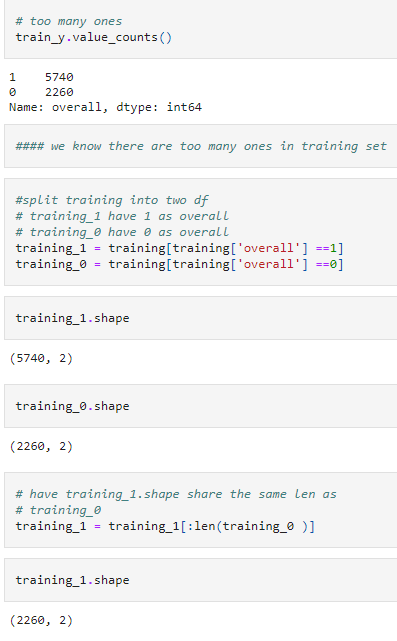 # too many ones
train_y.value_counts()
1    5740
0    2260
Name: overall, dtype: int64
#### we know there are too many ones in training set
#split training into two df
# training_1 have 1 as overall
# training_0 have 0 as overall
training_1 = training[training['overall'] ==1]
training_0 = training[training['overall'] ==0]
training_1.shape
(5740, 2)
training_0.shape
(2260, 2)
# have training_1.shape share the same len as
# training_0
training_1 = training_1[:len(training_0 )]
training_1.shape
(2260, 2)